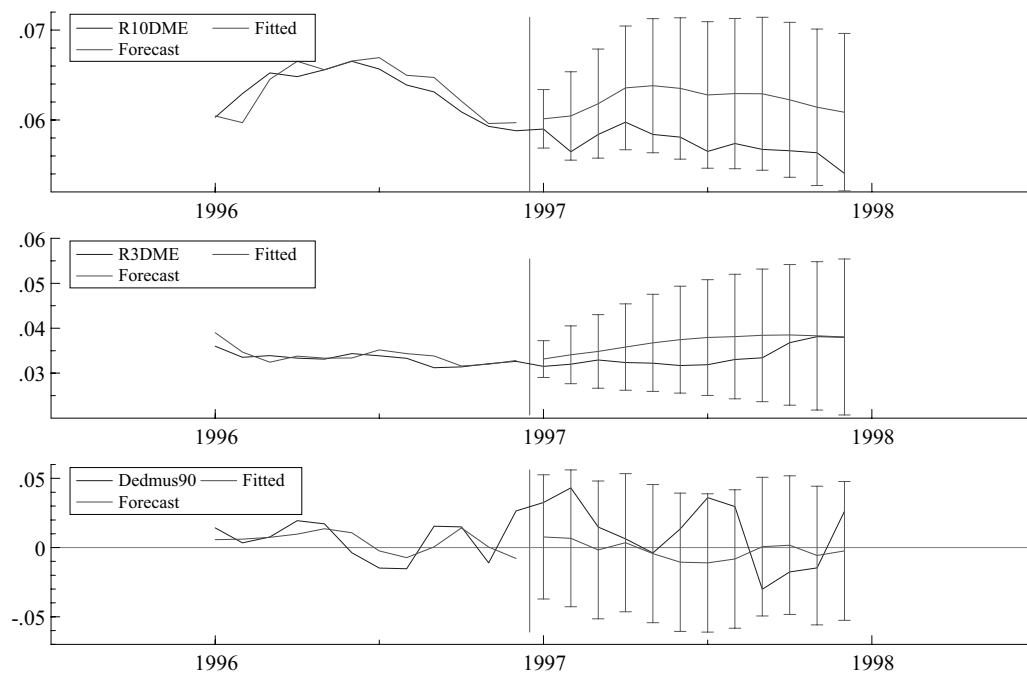 .07
R10DME Fitted
Forecast
.06
1996 1997 1998
.06
R3DME Fitted
Forecast
.05
.04
.03
1996 1997 1998
.05
Dedmus90 Fitted
Forecast
0
-.05
1996 1997 1998